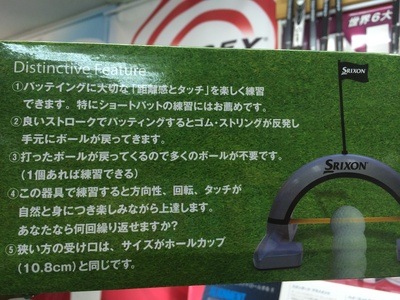 世界6大
Distinctive Feature
①パッテイングに大切な「距離感とタッチ」を楽しく練習
できます。特にショートパットの練習にはお薦めです。
②良いストロークでパッティングするとゴム・ストリングが反発し
手元にボールが戻ってきます。
③打ったボールが戻ってくるので多くのボールが不要です。
(1個あれば練習できる)
④この器具で練習すると方向性、回転、タッチが
自然と身につき楽しみながら上達します。
あなたなら何回繰り返せますか?
⑤狭い方の受け口は、サイズがホールカップ
(10.8cm)と同じです。
SRIXON
SRIXON